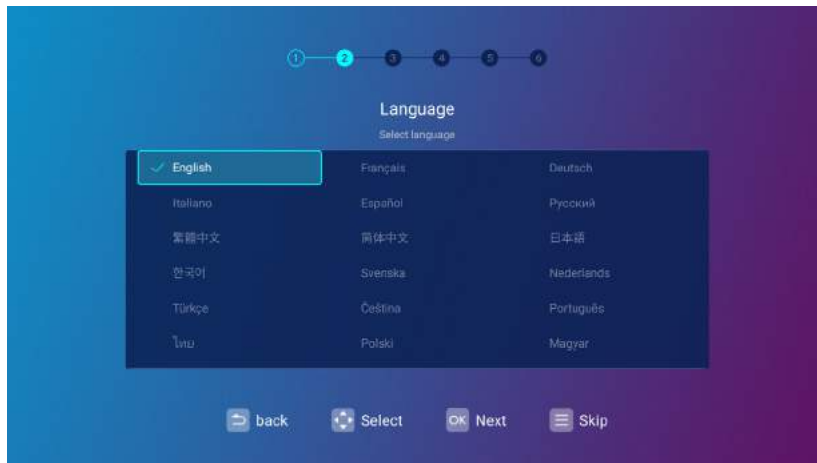 1 2 3 4 5 6
Language
Select language
English Français Deutsch
Italiano Español Русский
繁體中文 简体中文 日本語
한국어 Svenska Nederlands
Türkçe Čeština Português
ไทย Polski Magyar
back Select OK Next Skip